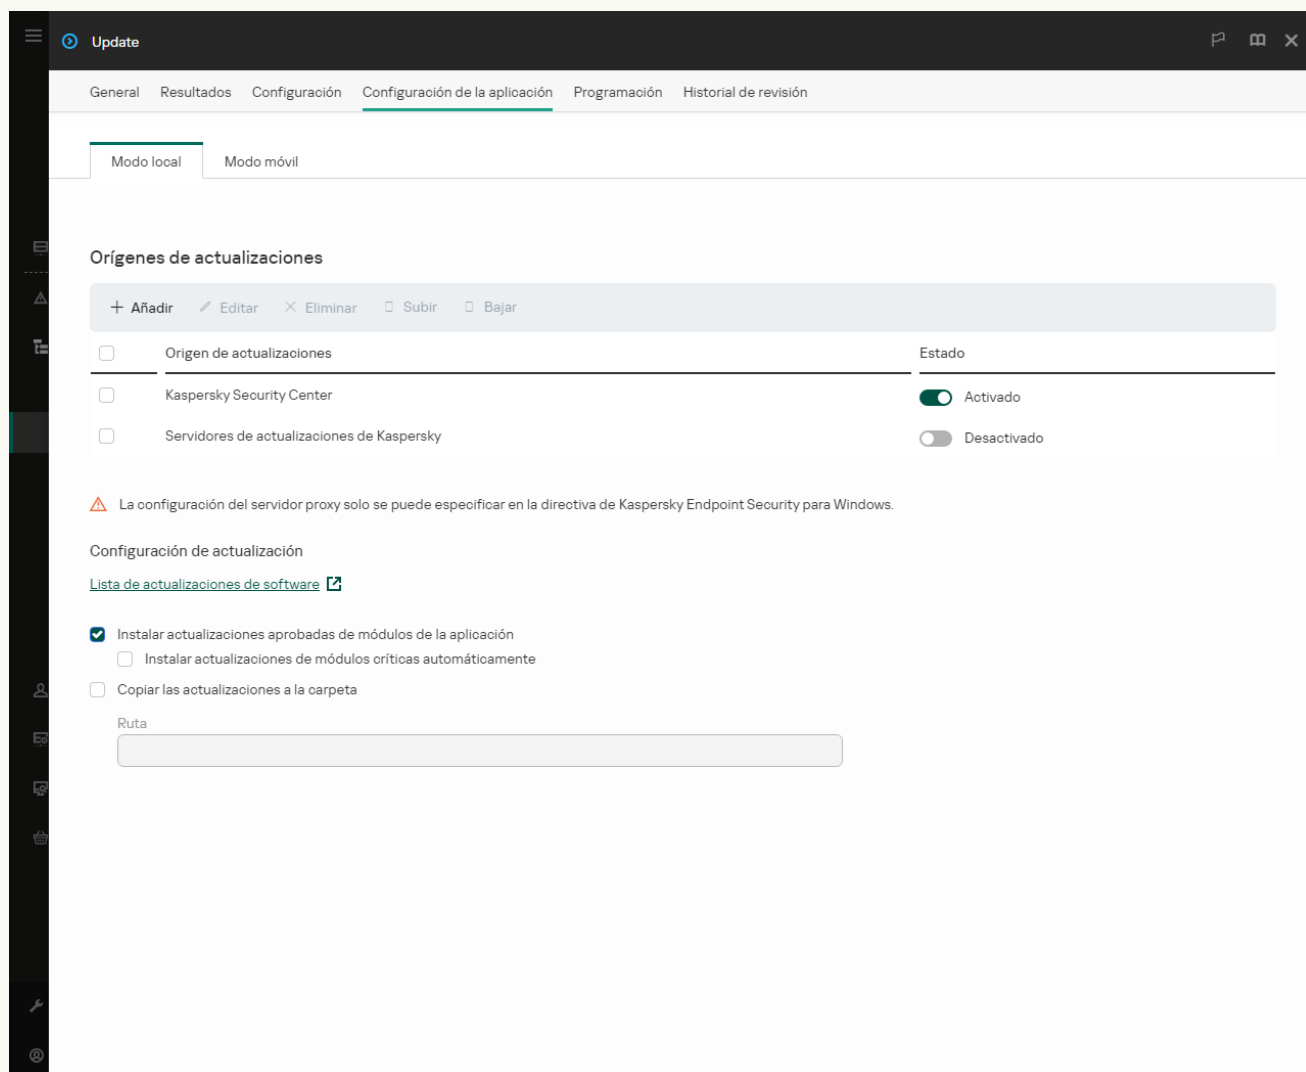 Update
General Resultados Configuración Configuración de la aplicación Programación Historial de revisión
Modo local Modo móvil
Orígenes de actualizaciones
Añadir Editar Eliminar Subir Bajar
Origen de actualizaciones Estado
Kaspersky Security Center Activado
Servidores de actualizaciones de Kaspersky Desactivado
La configuración del servidor proxy solo se puede especificar en la directiva de Kaspersky Endpoint Security para Windows.
Configuración de actualización
Lista de actualizaciones de software
Instalar actualizaciones aprobadas de módulos de la aplicación
Instalar actualizaciones de módulos críticas automáticamente
Copiar las actualizaciones a la carpeta
Ruta